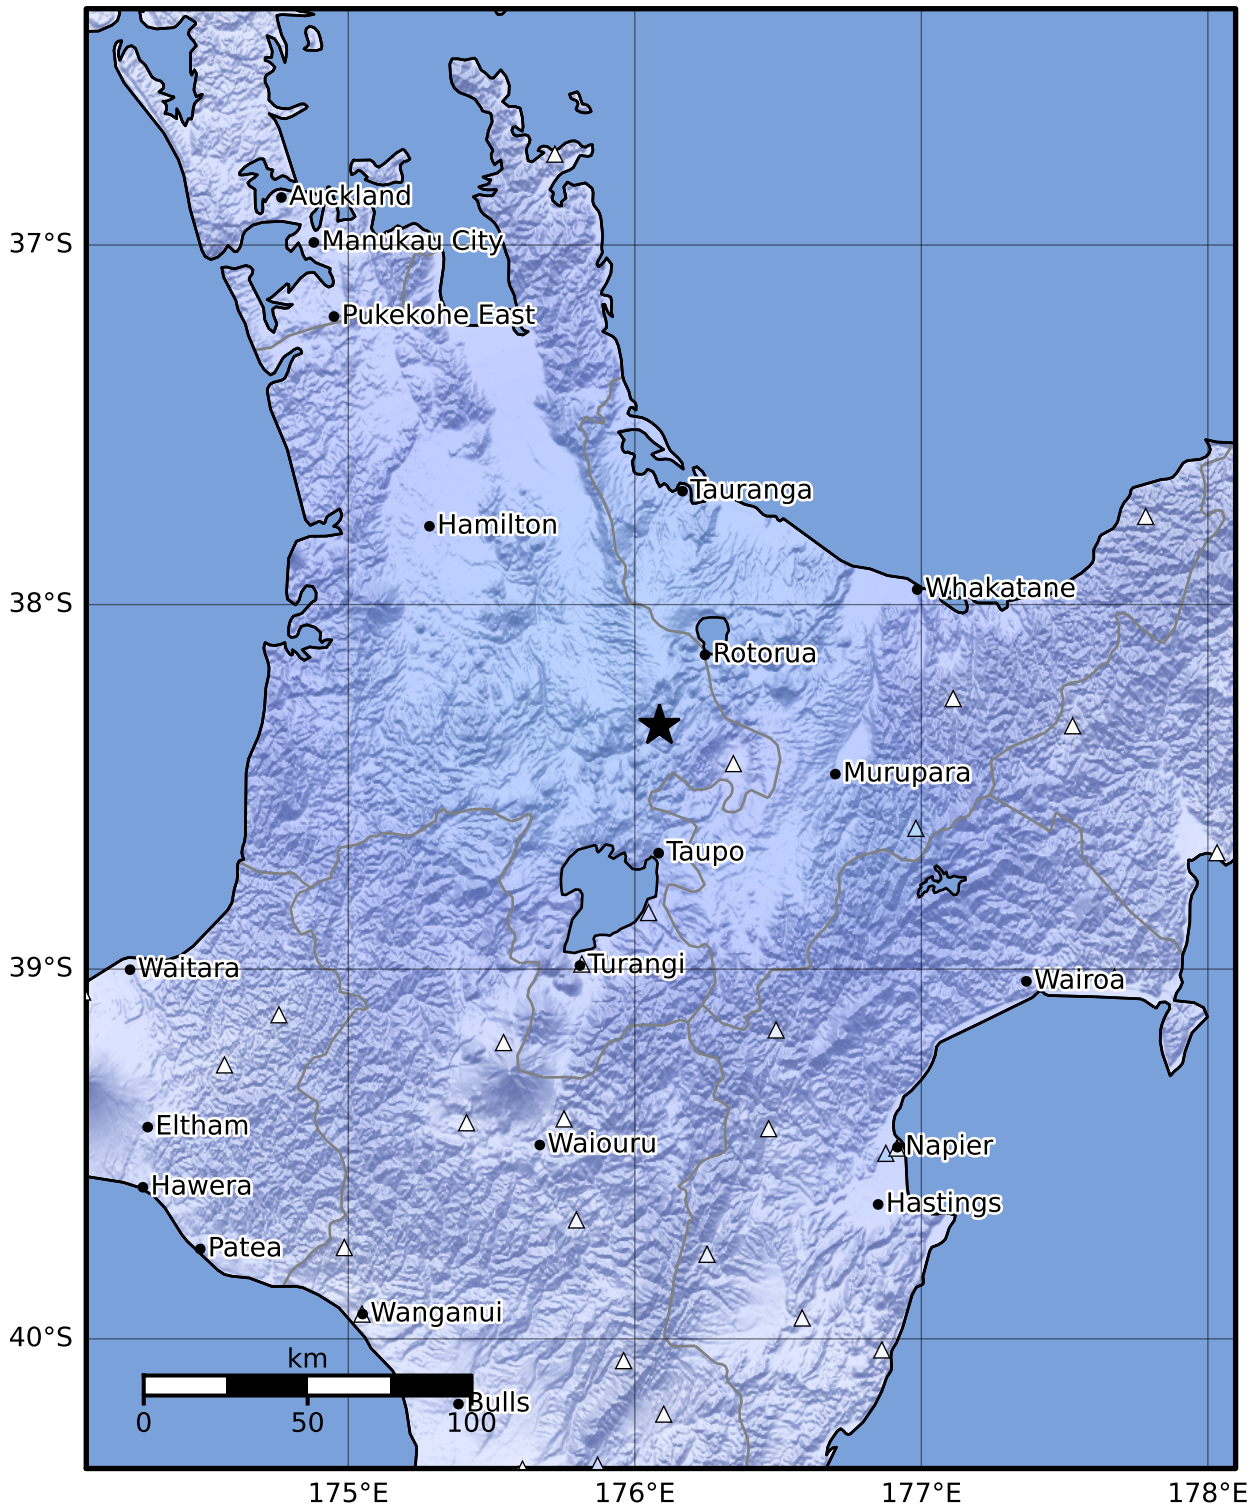 Auckland
Manukau City
37°S
Pukekohe East
Tauranga
Hamilton
Whakatane
38°S
Rotorua
Murupara
Taupo
Turangi
39°S
Waitara
Wairoa
Eltham
Waiouru
Napier
Hawera
Hastings
Patea
Wanganui
40°S
km
Bulls
0 50 100
175°E 176°E 177°E 178°E